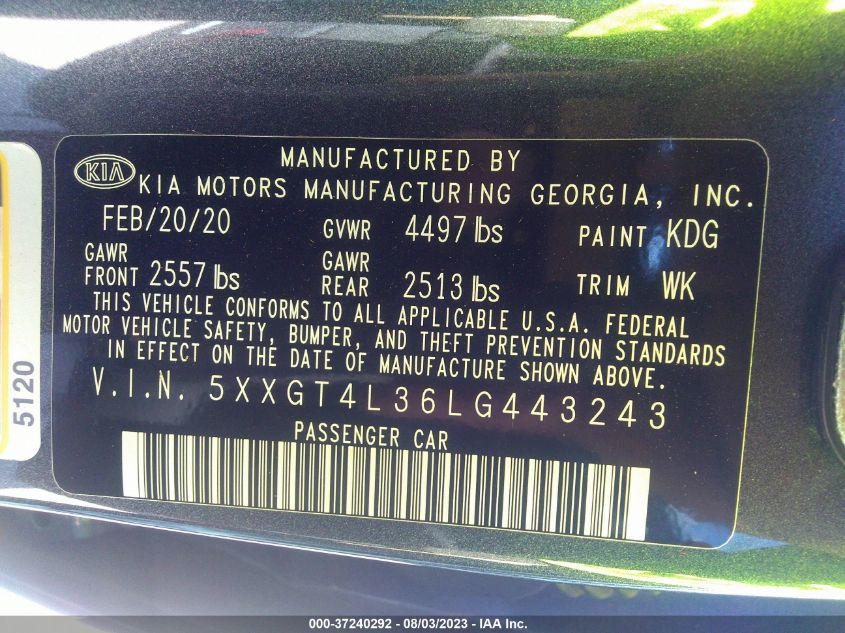 MANUFACTURED BY
KIA KIA MOTORS MANUFACTURING GEORGIA, INC.
FEB/20/20 GVWR 4497 lbs PAINT KDG
GAWR FRONT 2557 lbs GAWR REAR 2513 lbs TRIM WK
THIS VEHICLE CONFORMS TO ALL APPLICABLE U.S.A. FEDERAL
MOTOR VEHICLE SAFETY, BUMPER, AND THEFT PREVENTION STANDARDS
IN EFFECT ON THE DATE OF MANUFACTURE SHOWN ABOVE.
V.I.N. 5XXGT4L36LG443243
PASSENGER CAR
5120
000-37240292 - 08/03/2023 - IAA Inc.